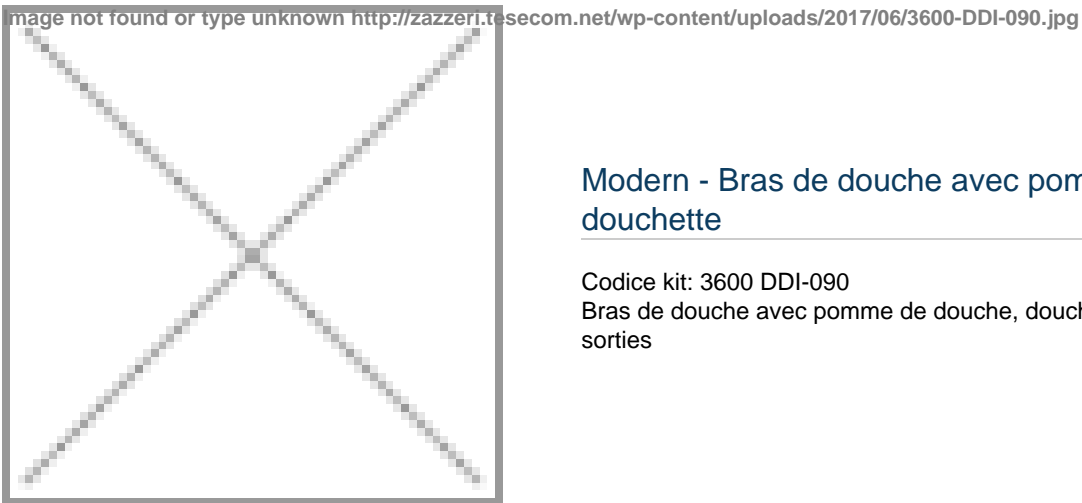 Image not found or type unknown http://zazzeri.tesecom.net/wp-content/uploads/2017/06/3600-DDI-090.jpg
Modern - Bras de douche avec
douchette
Codice kit: 3600 DDI-090
Bras de douche avec pomme de douche,
sorties